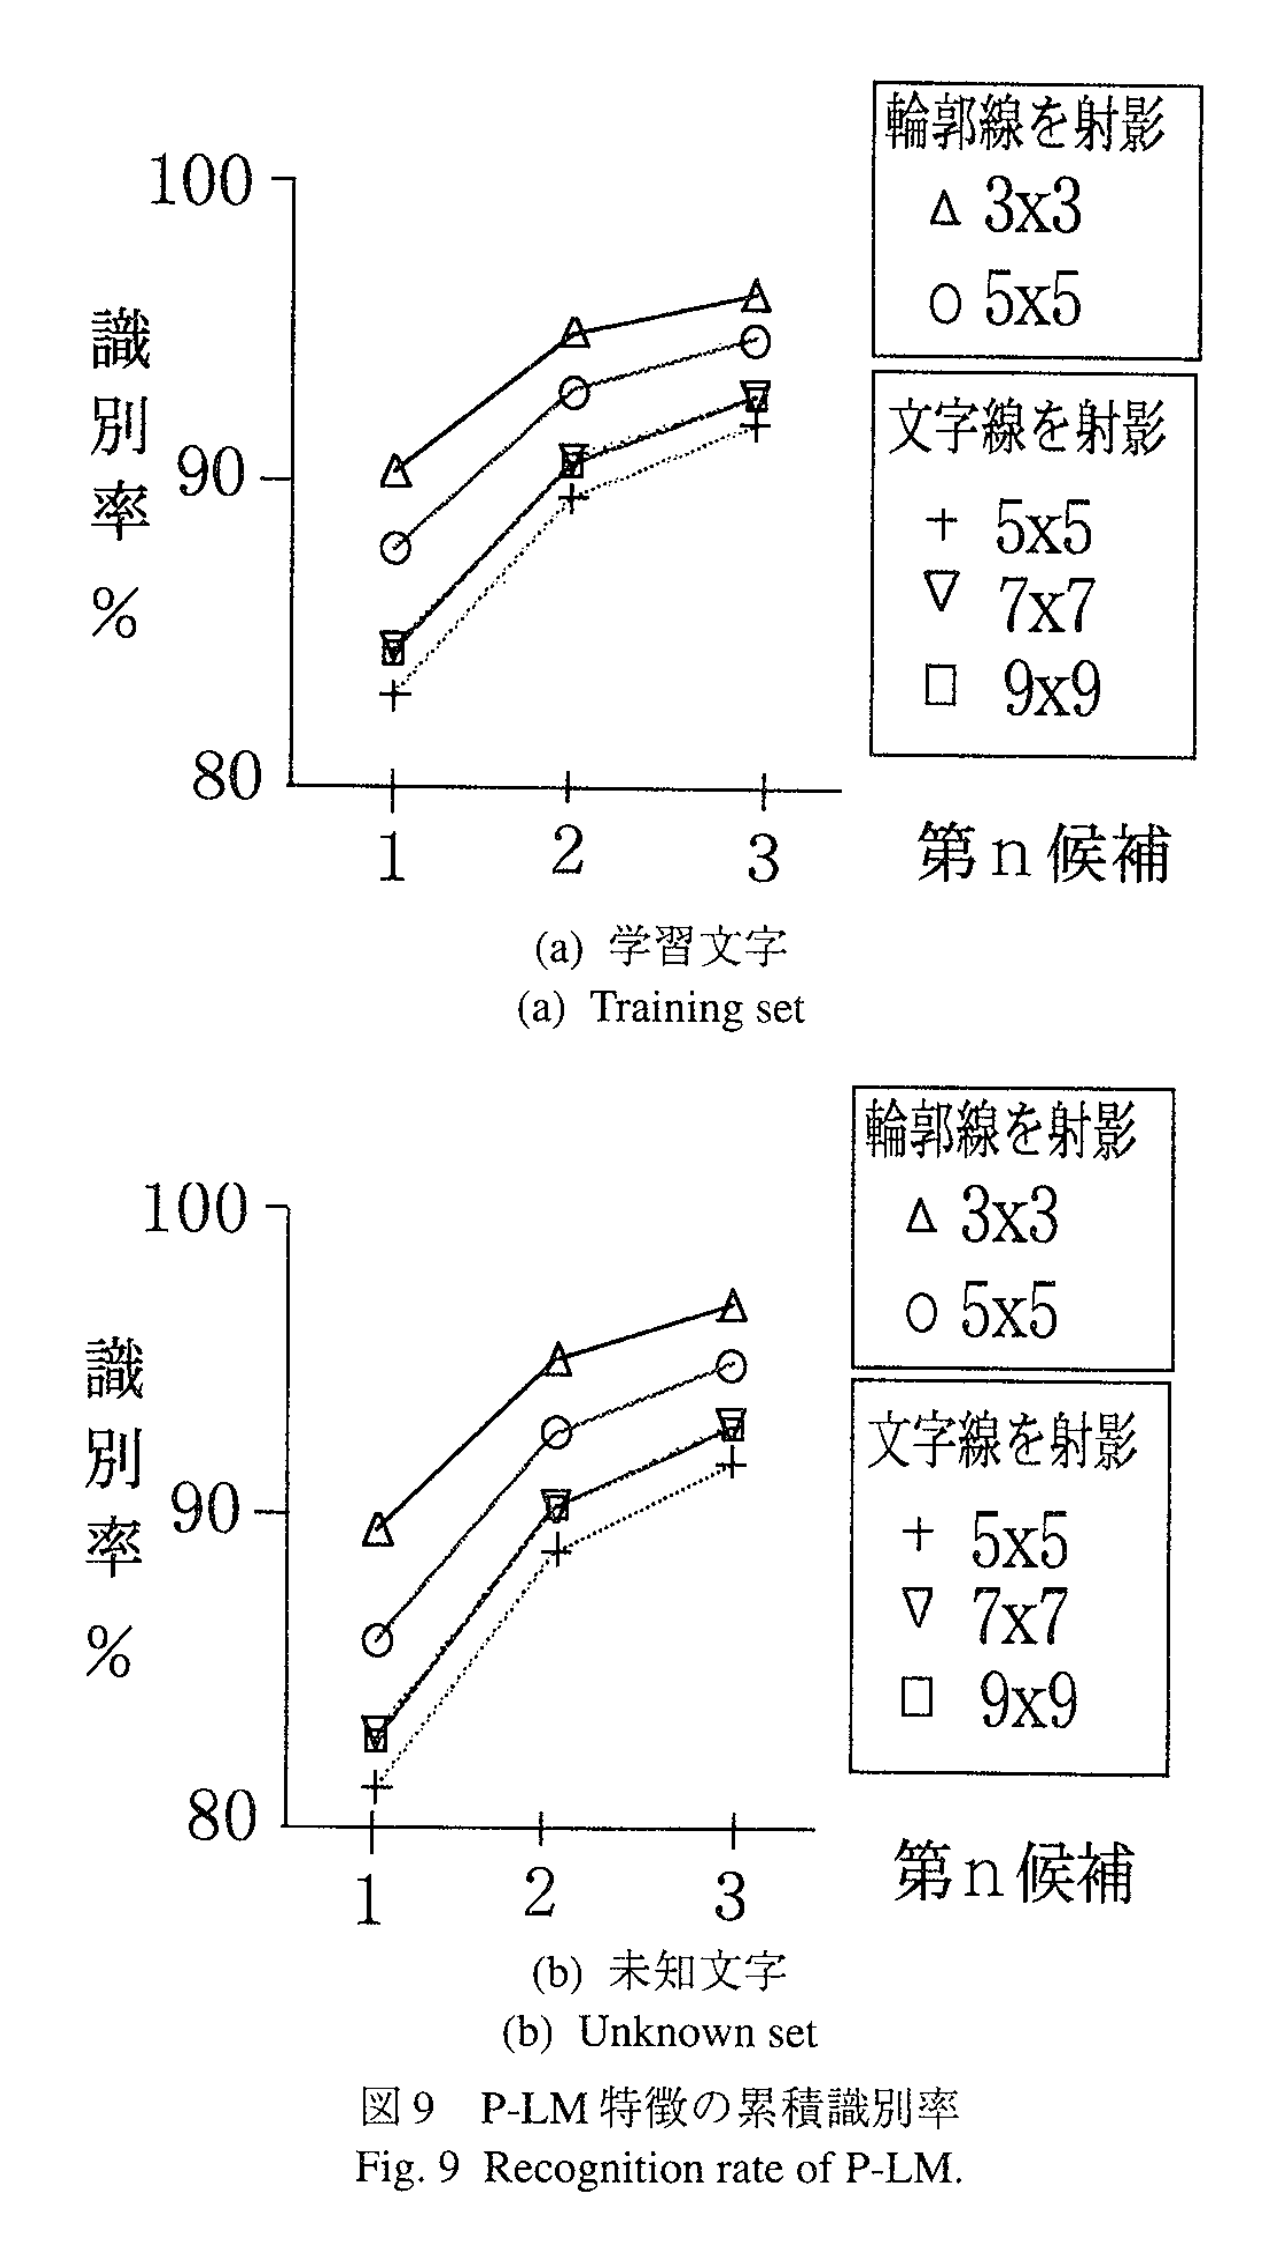 輪郭線を射影
△ 3x3
○ 5x5
文字線を射影
+ 5x5
▽ 7x7
□ 9x9
100
90
80
識別率 %
1 2 3
第n候補
(a) 学習文字
(a) Training set
輪郭線を射影
△ 3x3
○ 5x5
文字線を射影
+ 5x5
▽ 7x7
□ 9x9
100
90
80
識別率 %
1 2 3
第n候補
(b) 未知文字
(b) Unknown set
図9 P-LM特徴の累積識別率
Fig. 9 Recognition rate of P-LM.